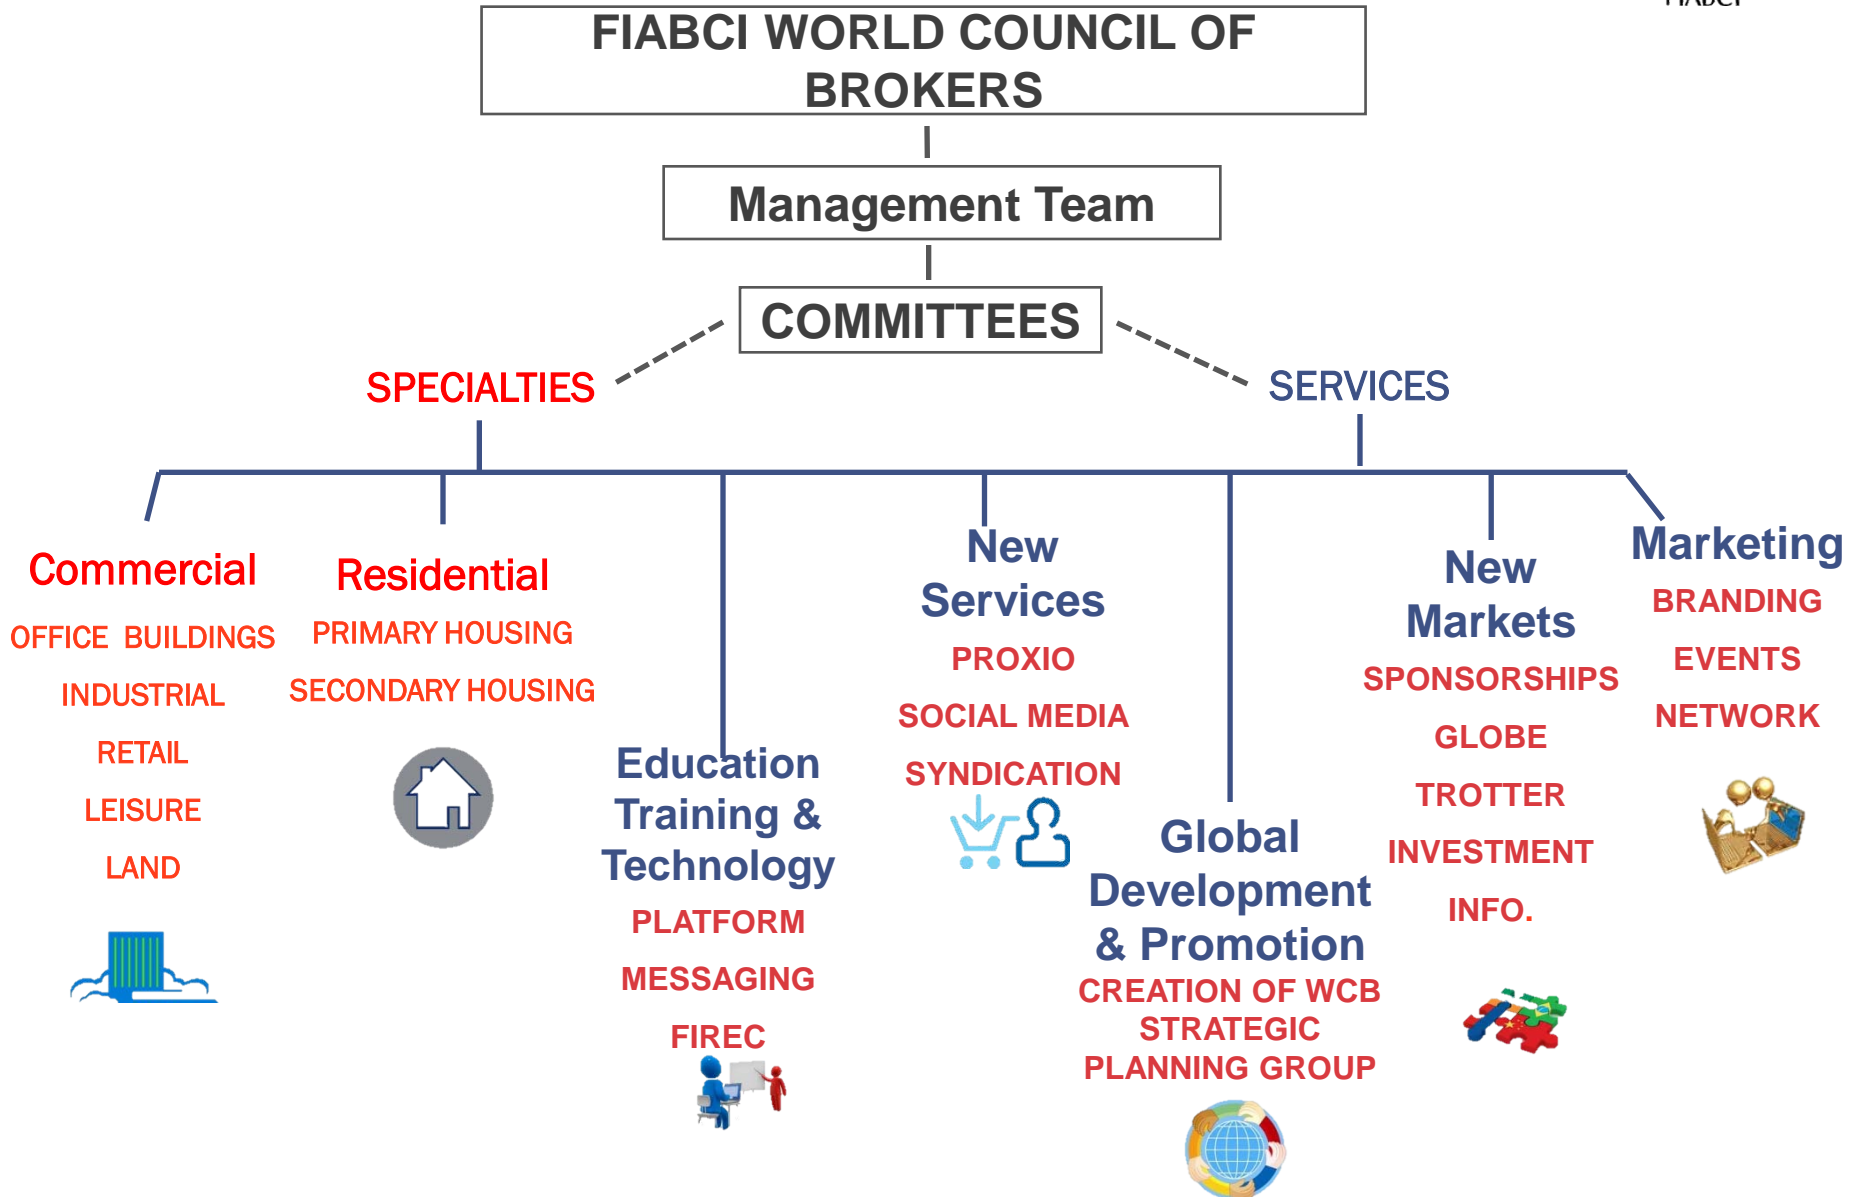 FIABCI WORLD COUNCIL OF
BROKERS
Management Team
COMMITTEES
SPECIALTIES
SERVICES
Commercial
OFFICE BUILDINGS
INDUSTRIAL
RETAIL
LEISURE
LAND
Residential
PRIMARY HOUSING
SECONDARY HOUSING
Education
Training &
Technology
PLATFORM
MESSAGING
FIREC
New
Services
PROXIO
SOCIAL MEDIA
SYNDICATION
Global
Development
& Promotion
CREATION OF WCB
STRATEGIC
PLANNING GROUP
New
Markets
SPONSORSHIPS
GLOBE
TROTTER
INVESTMENT
INFO.
Marketing
BRANDING
EVENTS
NETWORK